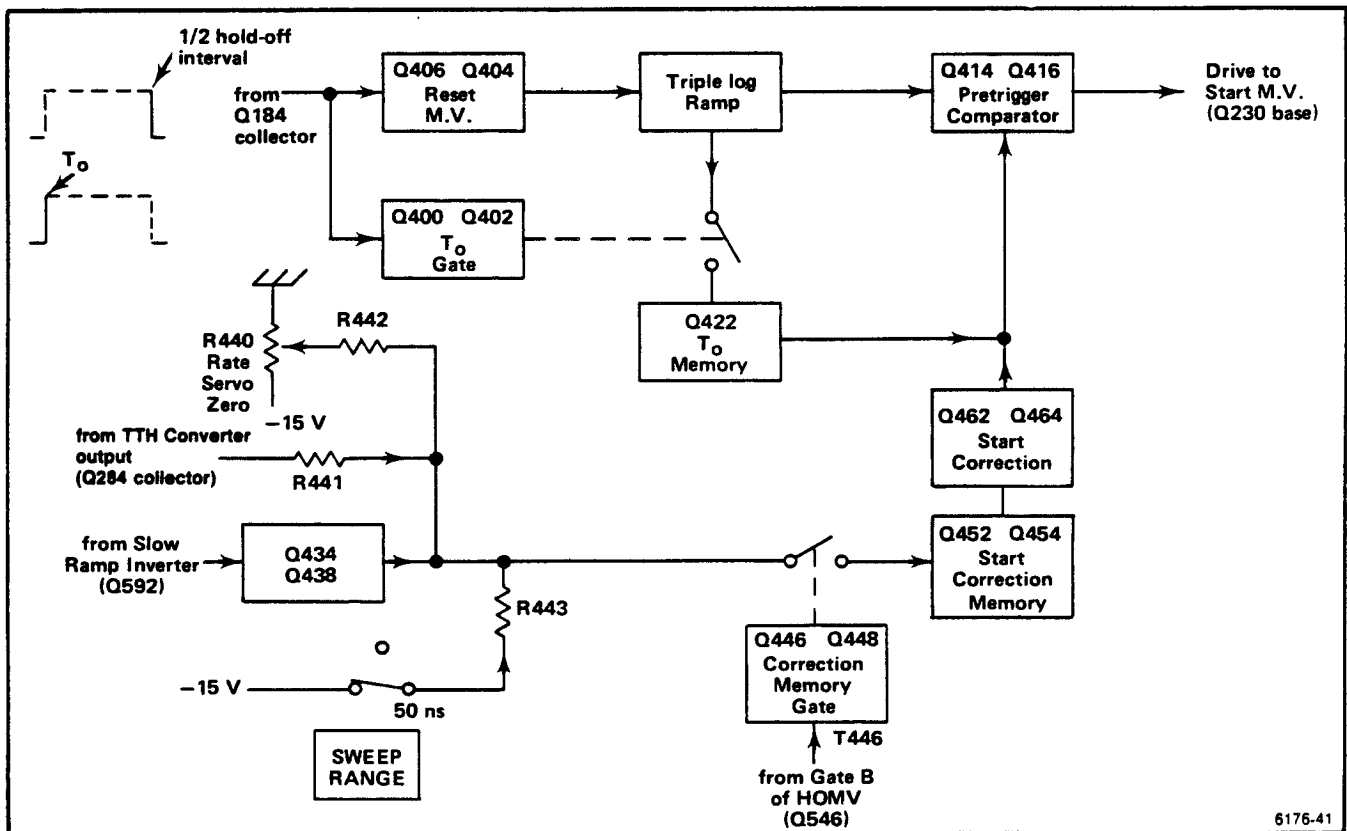 1/2 hold-off
interval
from
Q184
collector
Q406 Q404
Reset
M.V.
Triple log
Ramp
Q414 Q416
Pretrigger
Comparator
Drive to
Start M.V.
(Q230 base)
To
Q400 Q402
To
Gate
Q422
To
Memory
R442
R440
Rate
Servo
Zero
−15 V
from TTH Converter
output
(Q284 collector)
R441
Q462 Q464
Start
Correction
from Slow
Ramp Inverter
(Q592)
Q434
Q438
Q452 Q454
Start
Correction
Memory
R443
Q446 Q448
Correction
Memory
Gate
−15 V
50 ns
T446
SWEEP
RANGE
from Gate B
of HOMV
(Q546)
6176-41